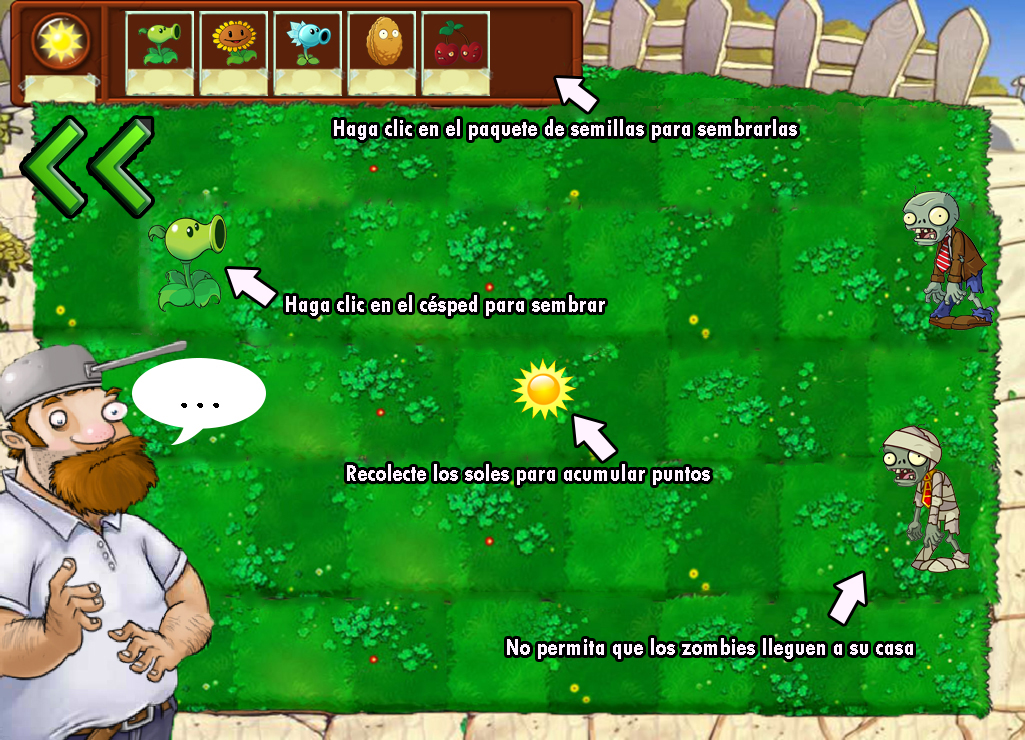 Haga clic en el paquete de semillas para sembrarlas
Haga clic en el césped para sembrar
...
Recolecte los soles para acumular puntos
No permita que los zombies lleguen a su casa